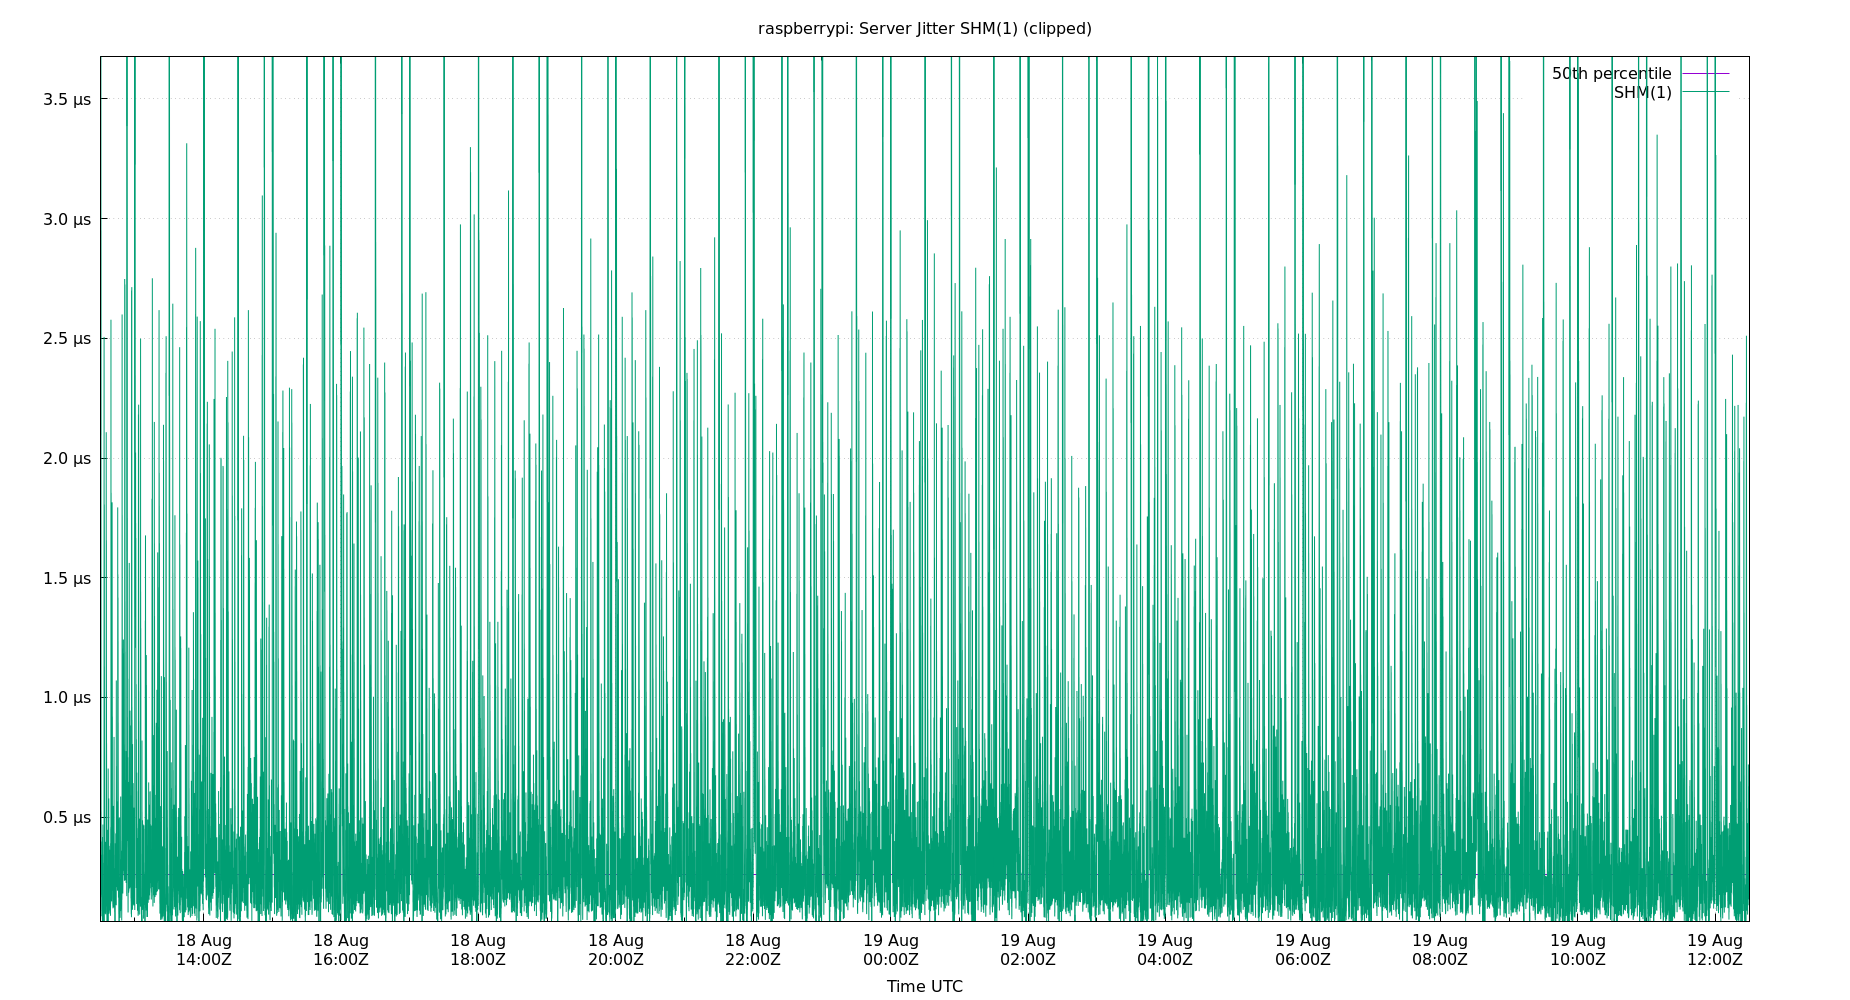 raspberrypi: Server Jitter SHM(1) (clipped)
50th percentile
SHM(1)
3.5 µs
3.0 µs
2.5 µs
2.0 µs
1.5 µs
1.0 µs
0.5 µs
18 Aug 18 Aug 18 Aug 18 Aug 18 Aug 19 Aug 19 Aug 19 Aug 19 Aug 19 Aug 19 Aug 19 Aug
14:00Z 16:00Z 18:00Z 20:00Z 22:00Z 00:00Z 02:00Z 04:00Z 06:00Z 08:00Z 10:00Z 12:00Z
Time UTC